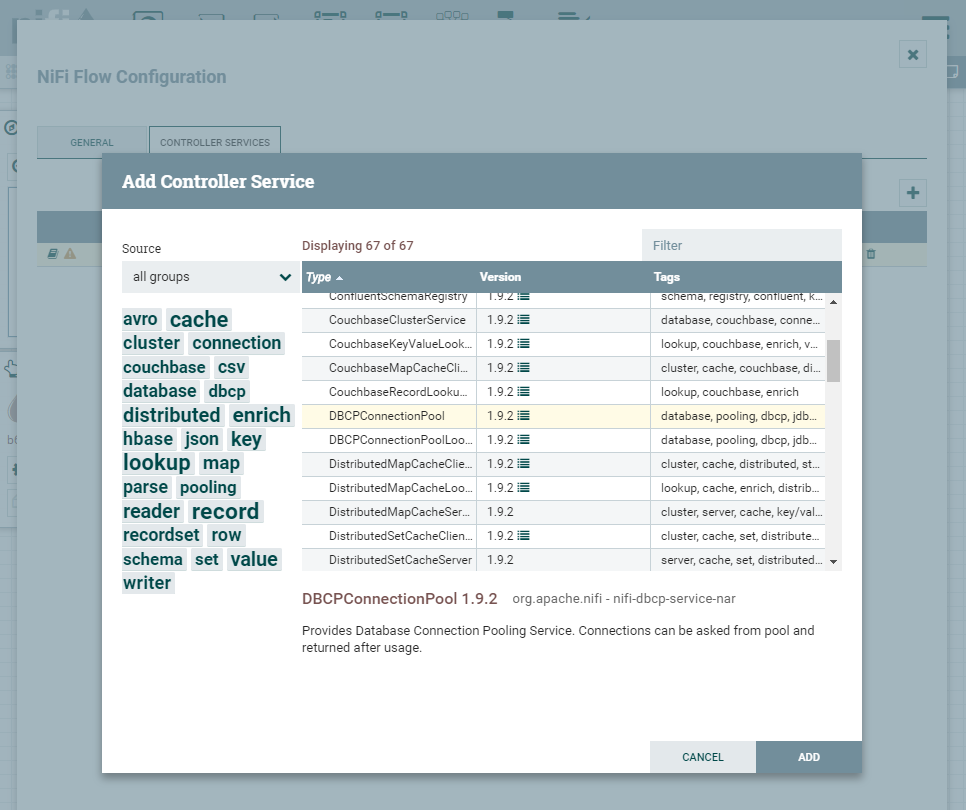 NiFi Flow Configuration
GENERAL
CONTROLLER SERVICES
Add Controller Service
Source
Displaying 67 of 67
Filter
all groups
Type
Version
Tags
avro cache
cluster connection
couchbase csv
database dbcp
distributed enrich
hbase json key
lookup map
parse pooling
reader record
recordset row
schema set value
writer
ConfluentSchemaRegistry 1.9.2 schema, registry, confluent, k...
CouchbaseClusterService 1.9.2 database, couchbase, conne...
CouchbaseKeyValueLook... 1.9.2 lookup, couchbase, enrich, v...
CouchbaseMapCacheCli... 1.9.2 cluster, cache, couchbase, di...
CouchbaseRecordLooku... 1.9.2 lookup, couchbase, enrich
DBCPConnectionPool 1.9.2 database, pooling, dbcp, jdb...
DBCPConnectionPoolLoo... 1.9.2 database, pooling, dbcp, jdb...
DistributedMapCacheClie... 1.9.2 cluster, cache, distributed, st...
DistributedMapCacheLoo... 1.9.2 lookup, cache, enrich, distrib...
DistributedMapCacheSer... 1.9.2 cluster, server, cache, key/val...
DistributedSetCacheClien... 1.9.2 cluster, cache, set, distribute...
DistributedSetCacheServer 1.9.2 server, cache, set, distributed...
DBCPConnectionPool 1.9.2 org.apache.nifi - nifi-dbcp-service-nar
Provides Database Connection Pooling Service. Connections can be asked from pool and
returned after usage.
CANCEL
ADD